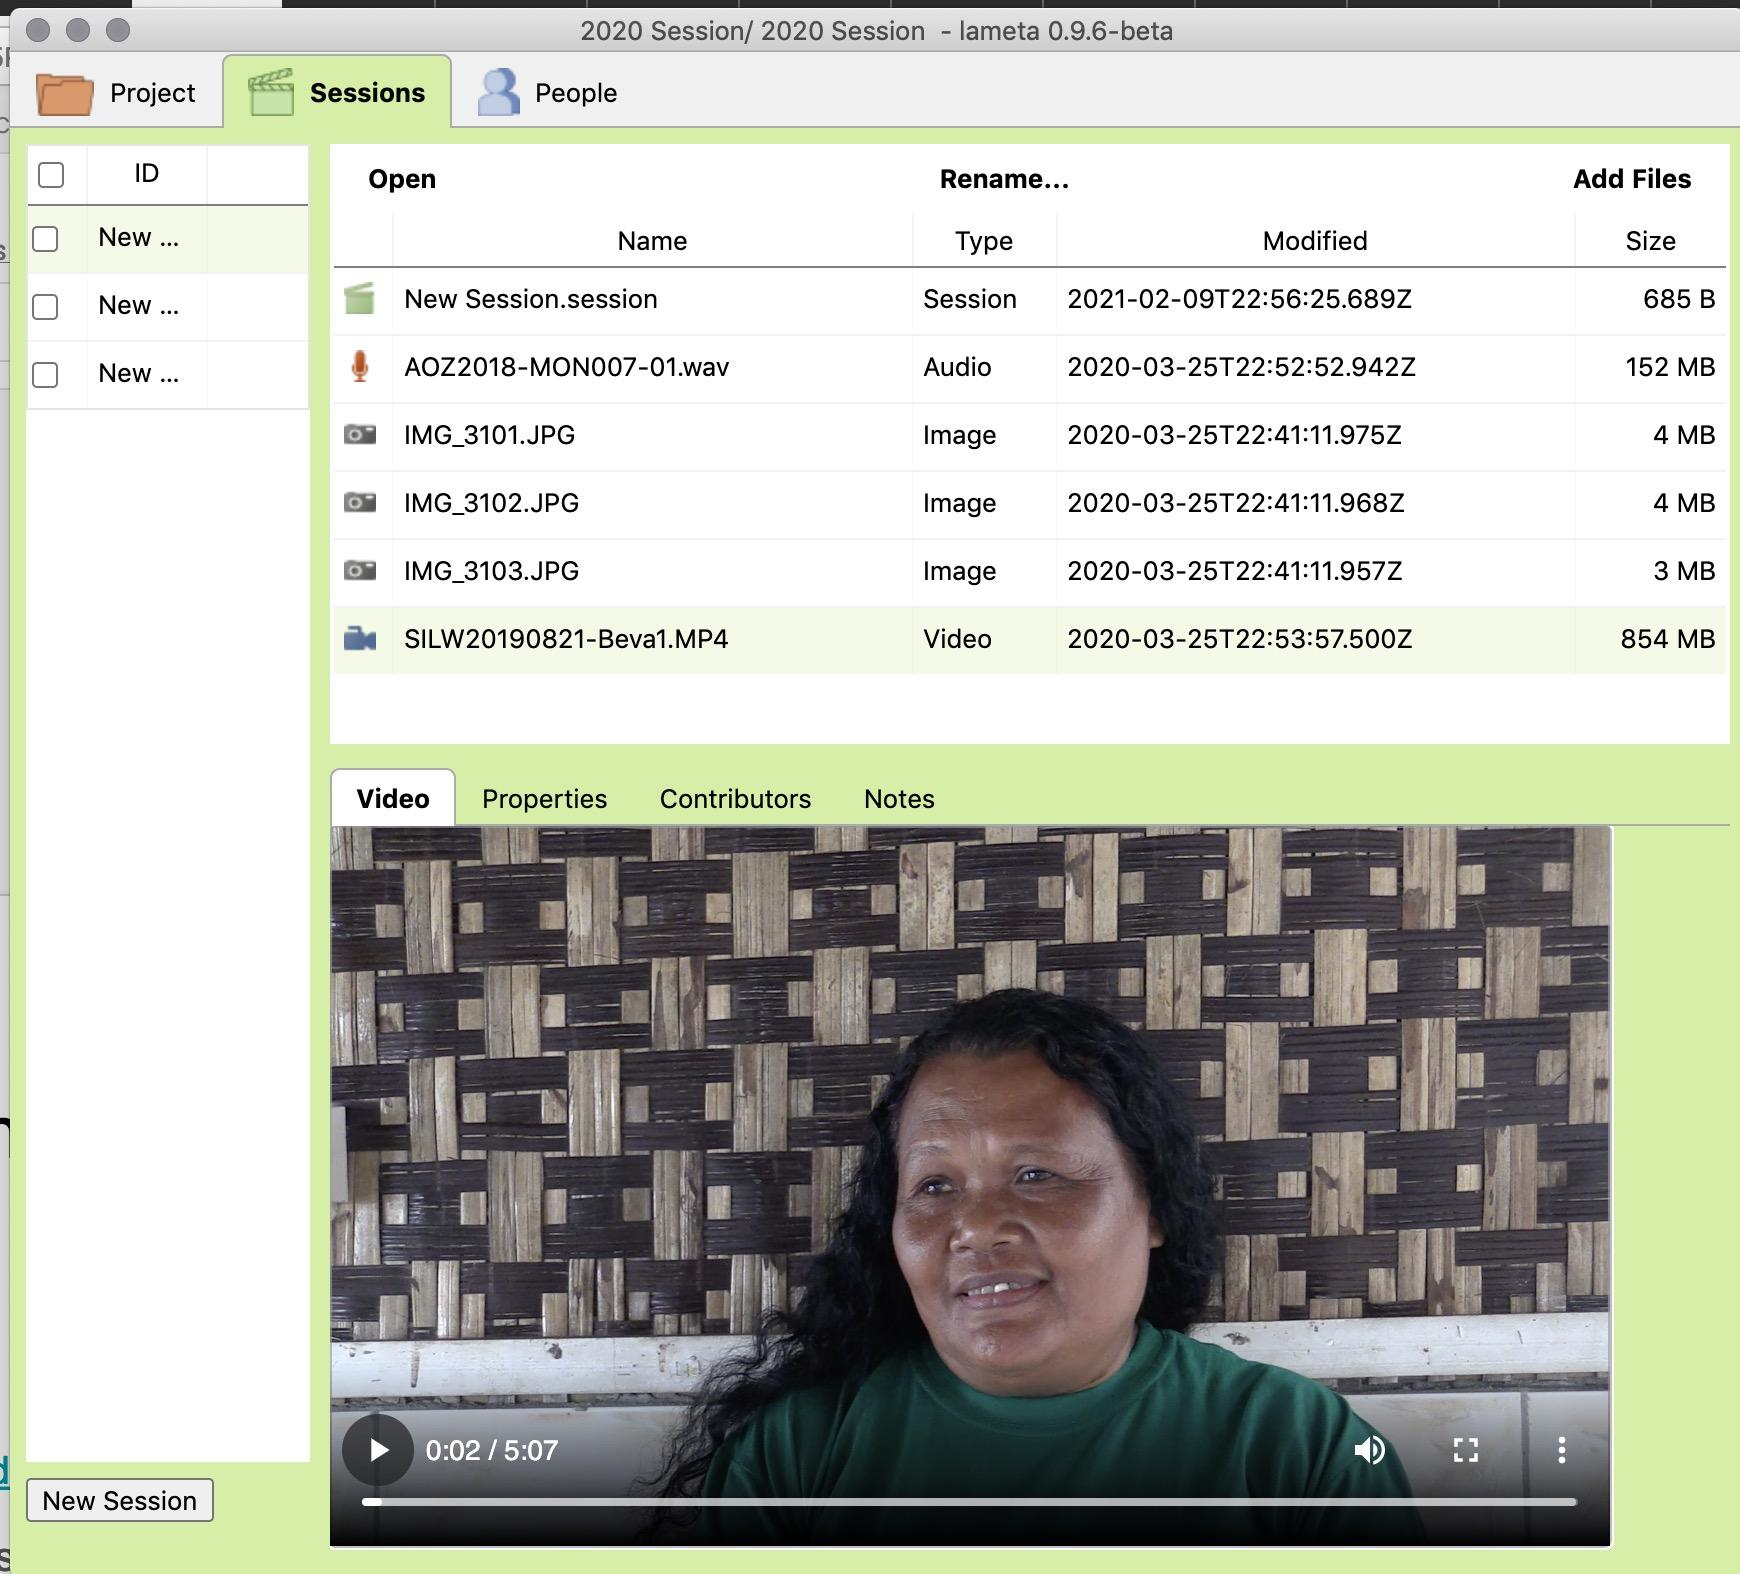 2020 Session/ 2020 Session - lameta 0.9.6-beta
Project Sessions People
ID
New ...
New ...
New ...
New Session
Open Rename... Add Files
Name Type Modified Size
New Session.session Session 2021-02-09T22:56:25.689Z 685 B
AOZ2018-MON007-01.wav Audio 2020-03-25T22:52:52.942Z 152 MB
IMG_3101.JPG Image 2020-03-25T22:41:11.975Z 4 MB
IMG_3102.JPG Image 2020-03-25T22:41:11.968Z 4 MB
IMG_3103.JPG Image 2020-03-25T22:41:11.957Z 3 MB
SILW20190821-Beva1.MP4 Video 2020-03-25T22:53:57.500Z 854 MB
Video Properties Contributors Notes
0:02 / 5:07